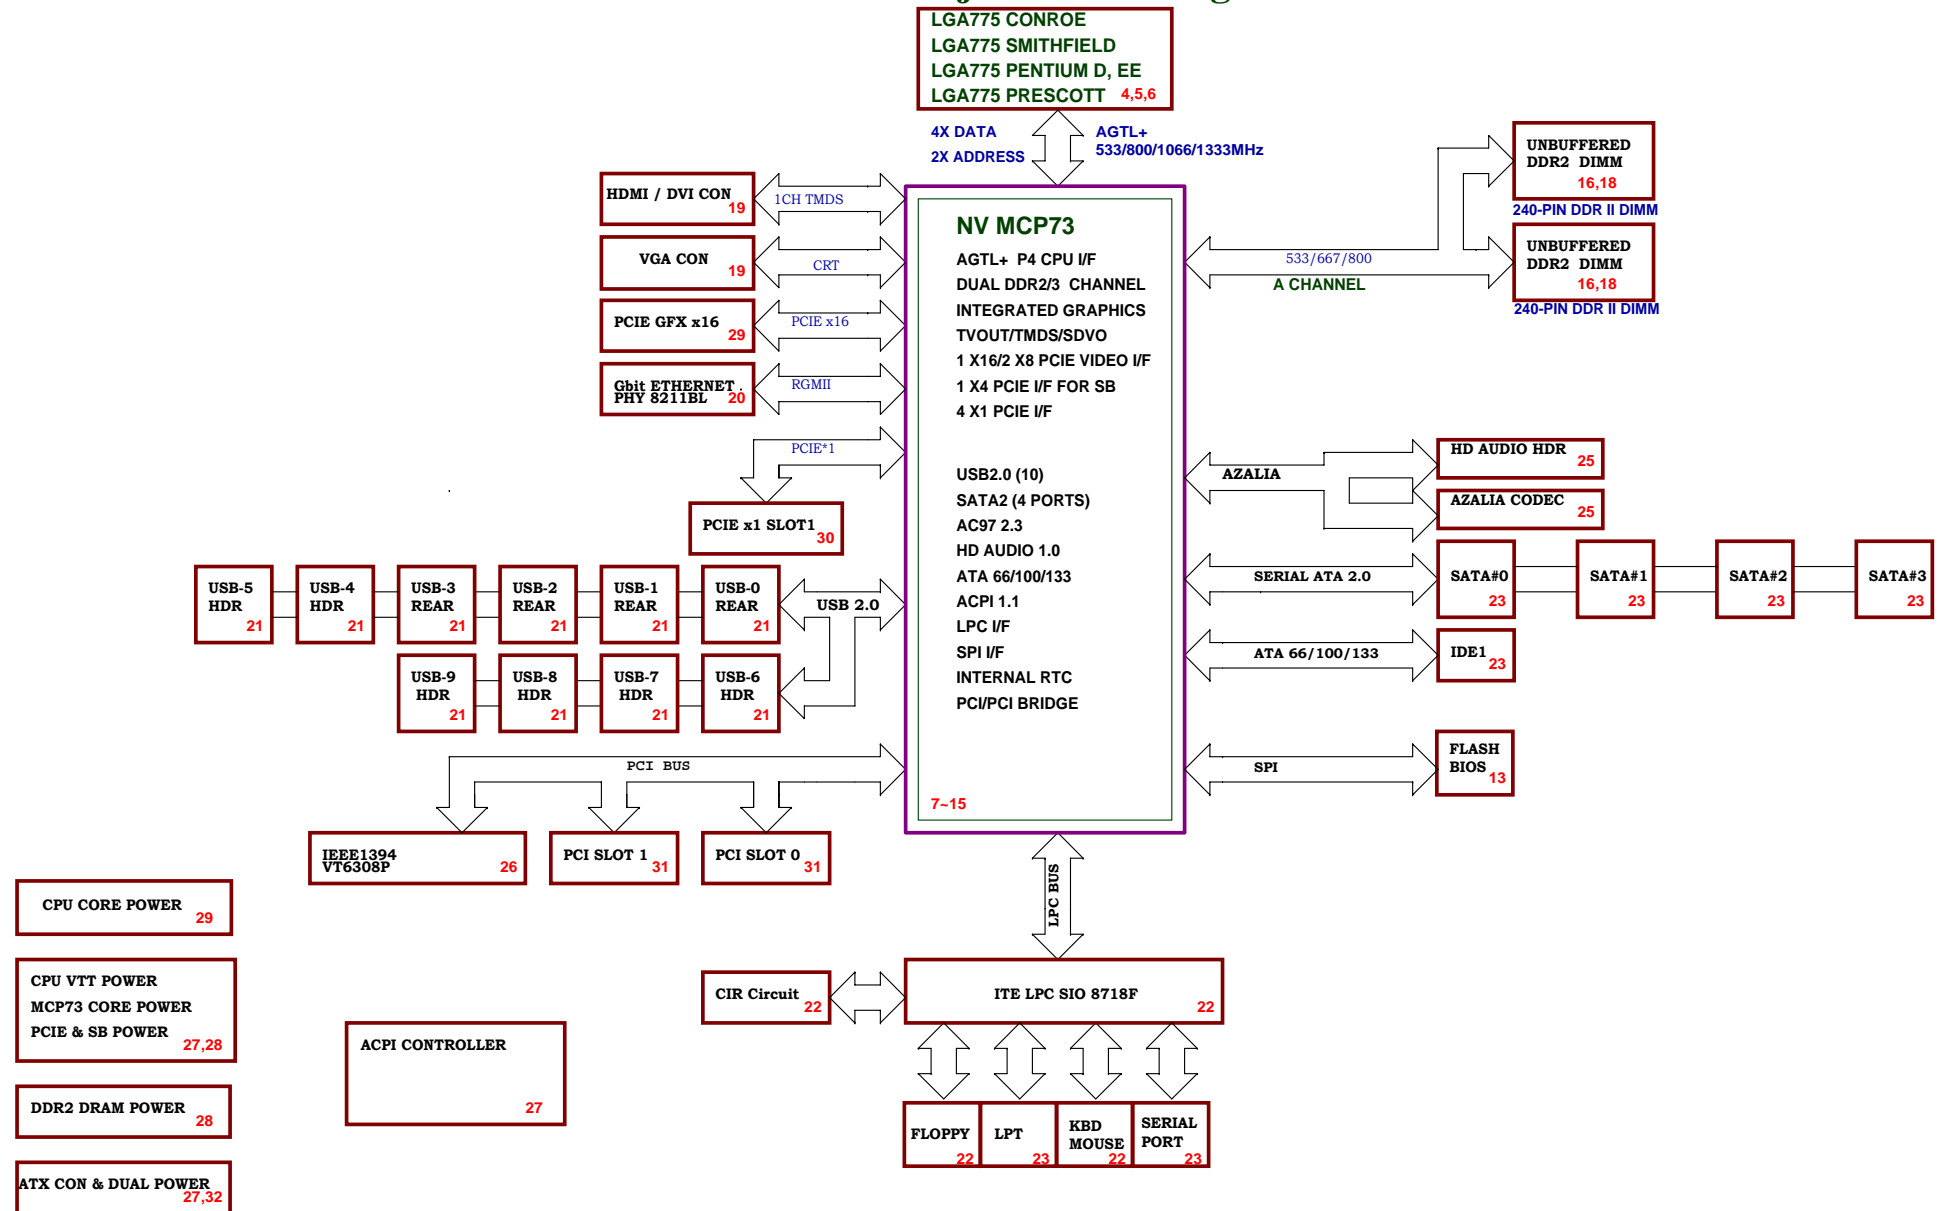 LGA775 CONROE
LGA775 SMITHFIELD
LGA775 PENTIUM D, EE
LGA775 PRESCOTT 4,5,6
4X DATA
2X ADDRESS
AGTL+
533/800/1066/1333MHz
UNBUFFERED
DDR2 DIMM
16,18
240-PIN DDR II DIMM
UNBUFFERED
DDR2 DIMM
16,18
240-PIN DDR II DIMM
533/667/800
A CHANNEL
HDMI / DVI CON
19
1CH TMDS
VGA CON
19
CRT
PCIE GFX x16
29
PCIE x16
Gbit ETHERNET .
PHY 8211BL 20
RGMII
PCIE*1
PCIE x1 SLOT1
30
NV MCP73
AGTL+ P4 CPU I/F
DUAL DDR2/3 CHANNEL
INTEGRATED GRAPHICS
TVOUT/TMDS/SDVO
1 X16/2 X8 PCIE VIDEO I/F
1 X4 PCIE I/F FOR SB
4 X1 PCIE I/F
USB2.0 (10)
SATA2 (4 PORTS)
AC97 2.3
HD AUDIO 1.0
ATA 66/100/133
ACPI 1.1
LPC I/F
SPI I/F
INTERNAL RTC
PCI/PCI BRIDGE
7~15
AZALIA
HD AUDIO HDR
25
AZALIA CODEC
25
SERIAL ATA 2.0
SATA#0
23
SATA#1
23
SATA#2
23
SATA#3
23
ATA 66/100/133
IDE1
23
SPI
FLASH
BIOS
13
USB-5
HDR
21
USB-4
HDR
21
USB-3
REAR
21
USB-2
REAR
21
USB-1
REAR
21
USB-0
REAR
21
USB 2.0
USB-9
HDR
21
USB-8
HDR
21
USB-7
HDR
21
USB-6
HDR
21
PCI BUS
IEEE1394
VT6308P
26
PCI SLOT 1
31
PCI SLOT 0
31
LPC BUS
CIR Circuit
22
ITE LPC SIO 8718F
22
FLOPPY
22
LPT
23
KBD
MOUSE
22
SERIAL
PORT
23
CPU CORE POWER
29
CPU VTT POWER
MCP73 CORE POWER
PCIE & SB POWER
27,28
DDR2 DRAM POWER
28
ATX CON & DUAL POWER
27,32
ACPI CONTROLLER
27